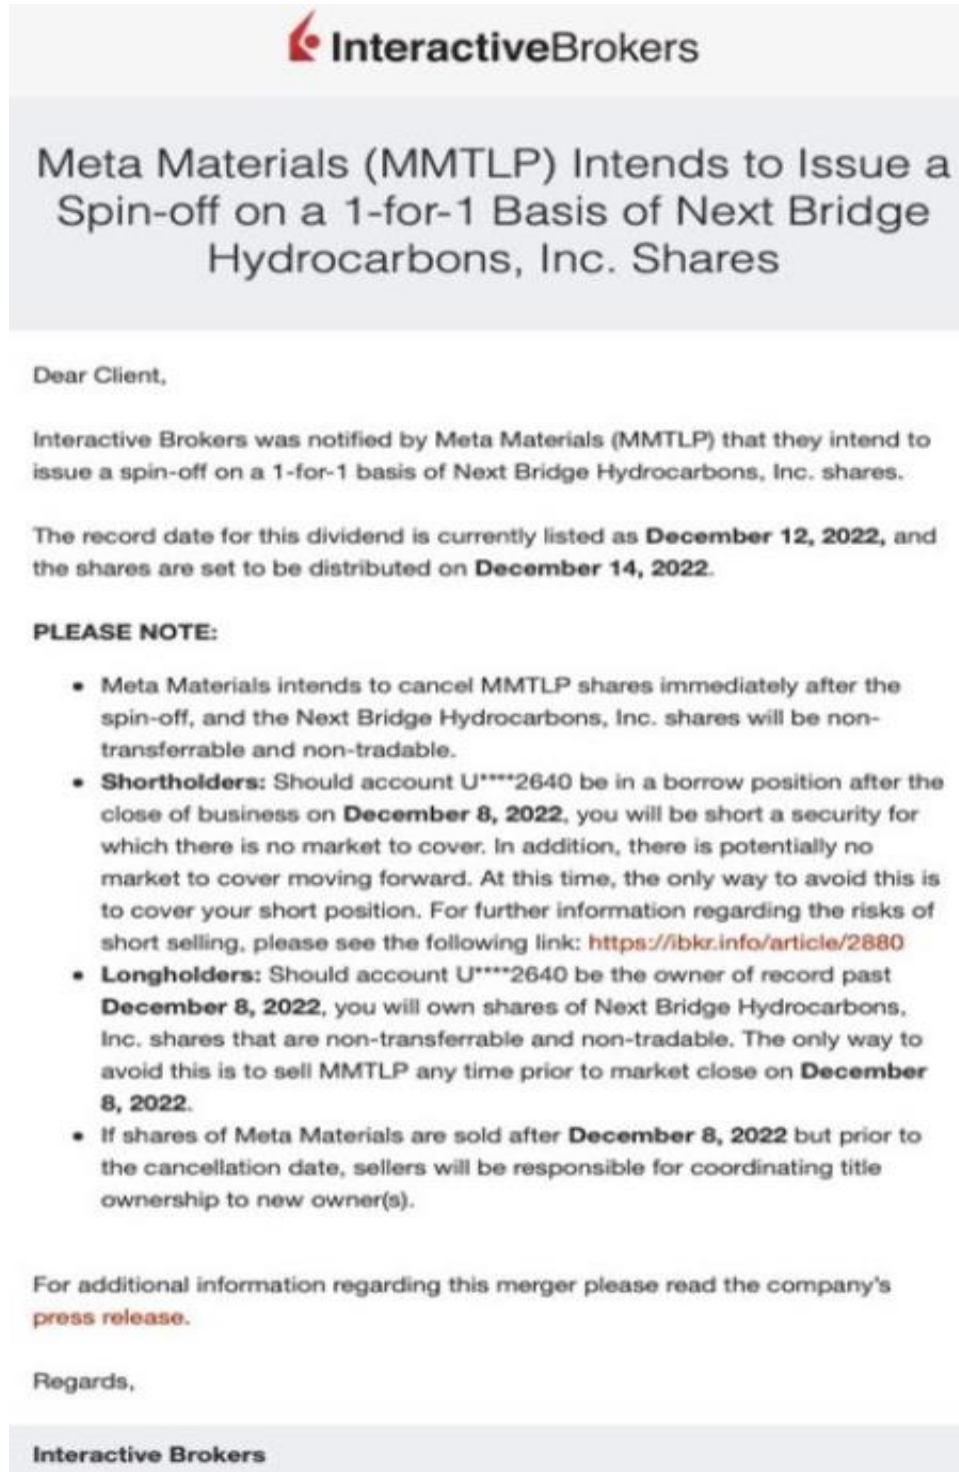 InteractiveBrokers
Meta Materials (MMTLP) Intends to Issue a
Spin-off on a 1-for-1 Basis of Next Bridge
Hydrocarbons, Inc. Shares
Dear Client,
Interactive Brokers was notified by Meta Materials (MMTLP) that they intend to
issue a spin-off on a 1-for-1 basis of Next Bridge Hydrocarbons, Inc. shares.
The record date for this dividend is currently listed as December 12, 2022, and
the shares are set to be distributed on December 14, 2022.
PLEASE NOTE:
• Meta Materials intends to cancel MMTLP shares immediately after the
spin-off, and the Next Bridge Hydrocarbons, Inc. shares will be non-
transferrable and non-tradable.
• Shortholders: Should account U****2640 be in a borrow position after the
close of business on December 8, 2022, you will be short a security for
which there is no market to cover. In addition, there is potentially no
market to cover moving forward. At this time, the only way to avoid this is
to cover your short position. For further information regarding the risks of
short selling, please see the following link: https://ibkr.info/article/2880
• Longholders: Should account U****2640 be the owner of record past
December 8, 2022, you will own shares of Next Bridge Hydrocarbons,
Inc. shares that are non-transferrable and non-tradable. The only way to
avoid this is to sell MMTLP any time prior to market close on December
8, 2022.
• If shares of Meta Materials are sold after December 8, 2022 but prior to
the cancellation date, sellers will be responsible for coordinating title
ownership to new owner(s).
For additional information regarding this merger please read the company's
press release.
Regards,
Interactive Brokers